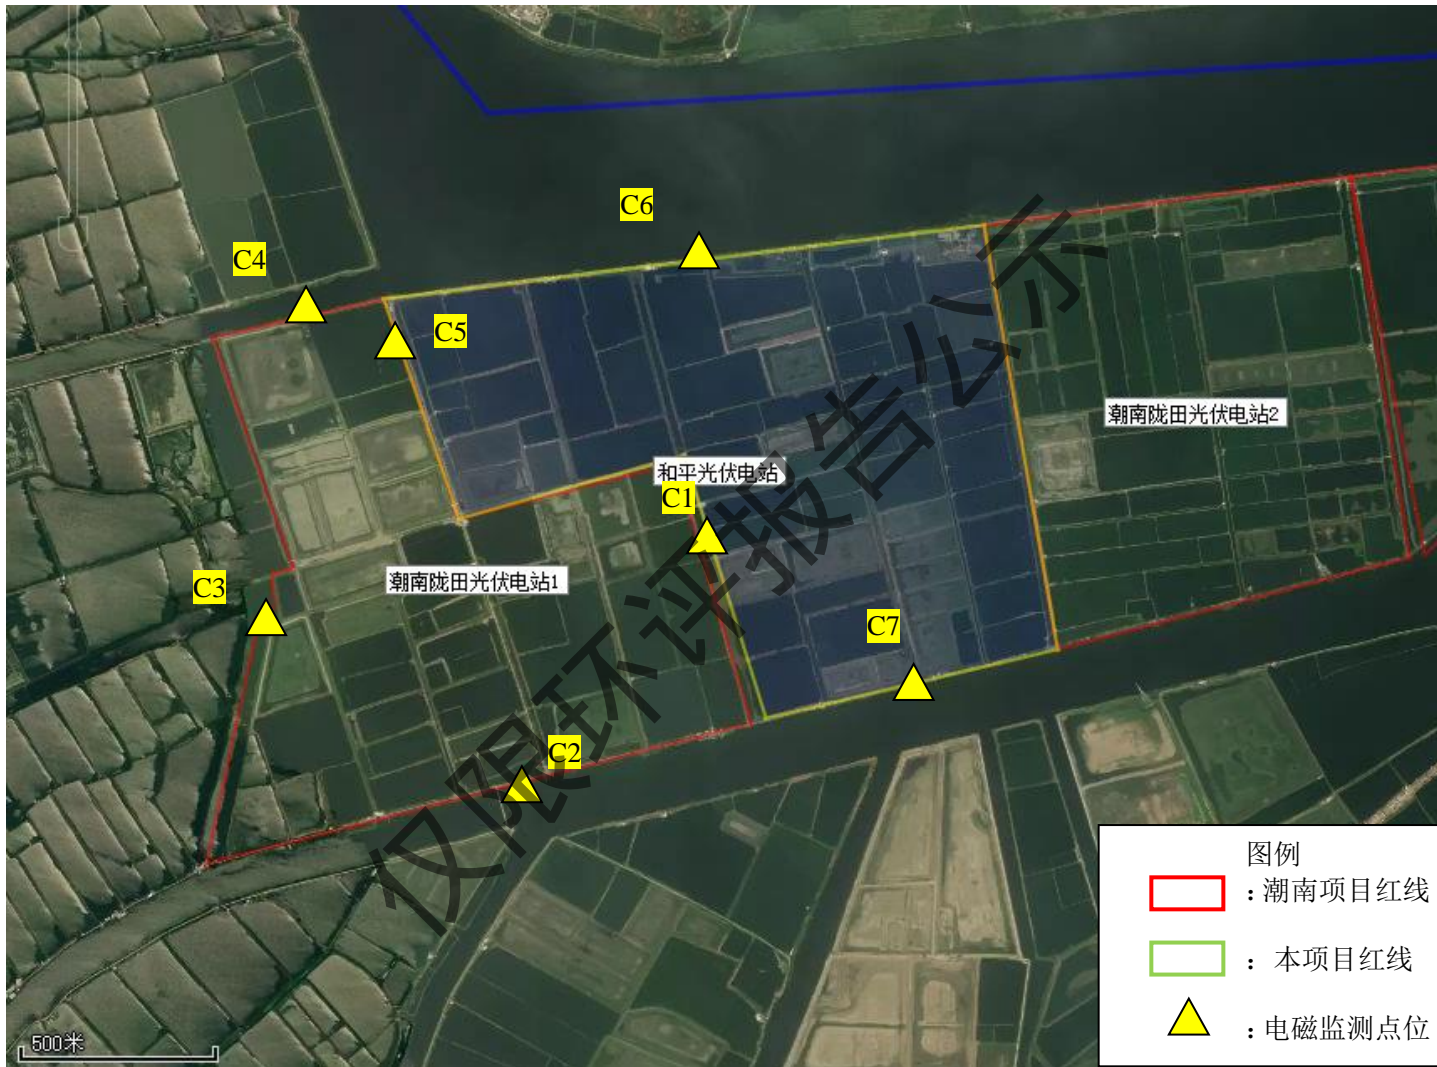 C6
C4
C5
潮南陇田光伏电站2
和平光伏电站
C1
潮南陇田光伏电站1
C3
C7
C2
仅限环评报告公示
图例
：潮南项目红线
：本项目红线
：电磁监测点位
500米